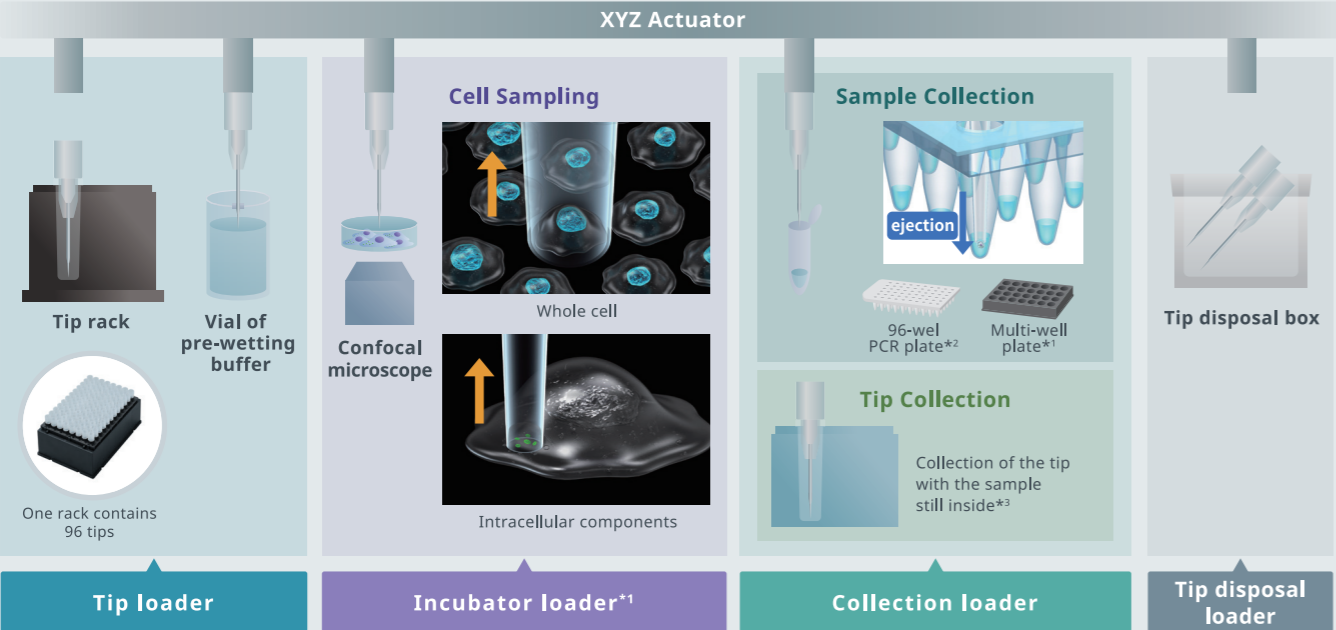 XYZ Actuator
Tip rack
Vial of
pre-wetting
buffer
One rack contains
96 tips
Tip loader
Cell Sampling
Whole cell
Confocal
microscope
Intracellular components
Incubator loader*1
Sample Collection
ejection
96-wel
PCR plate*2
Multi-well
plate*1
Tip Collection
Collection of the tip
with the sample
still inside*3
Collection loader
Tip disposal box
Tip disposal
loader